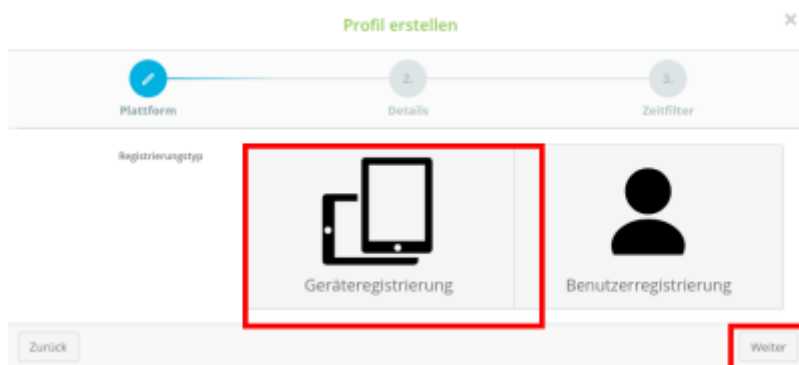 Profil erstellen
×
2.
3.
Plattform
Details
Zeitfilter
Registrierungstyp
Geräteregistrierung
Benutzerregistrierung
Zurück
Weiter